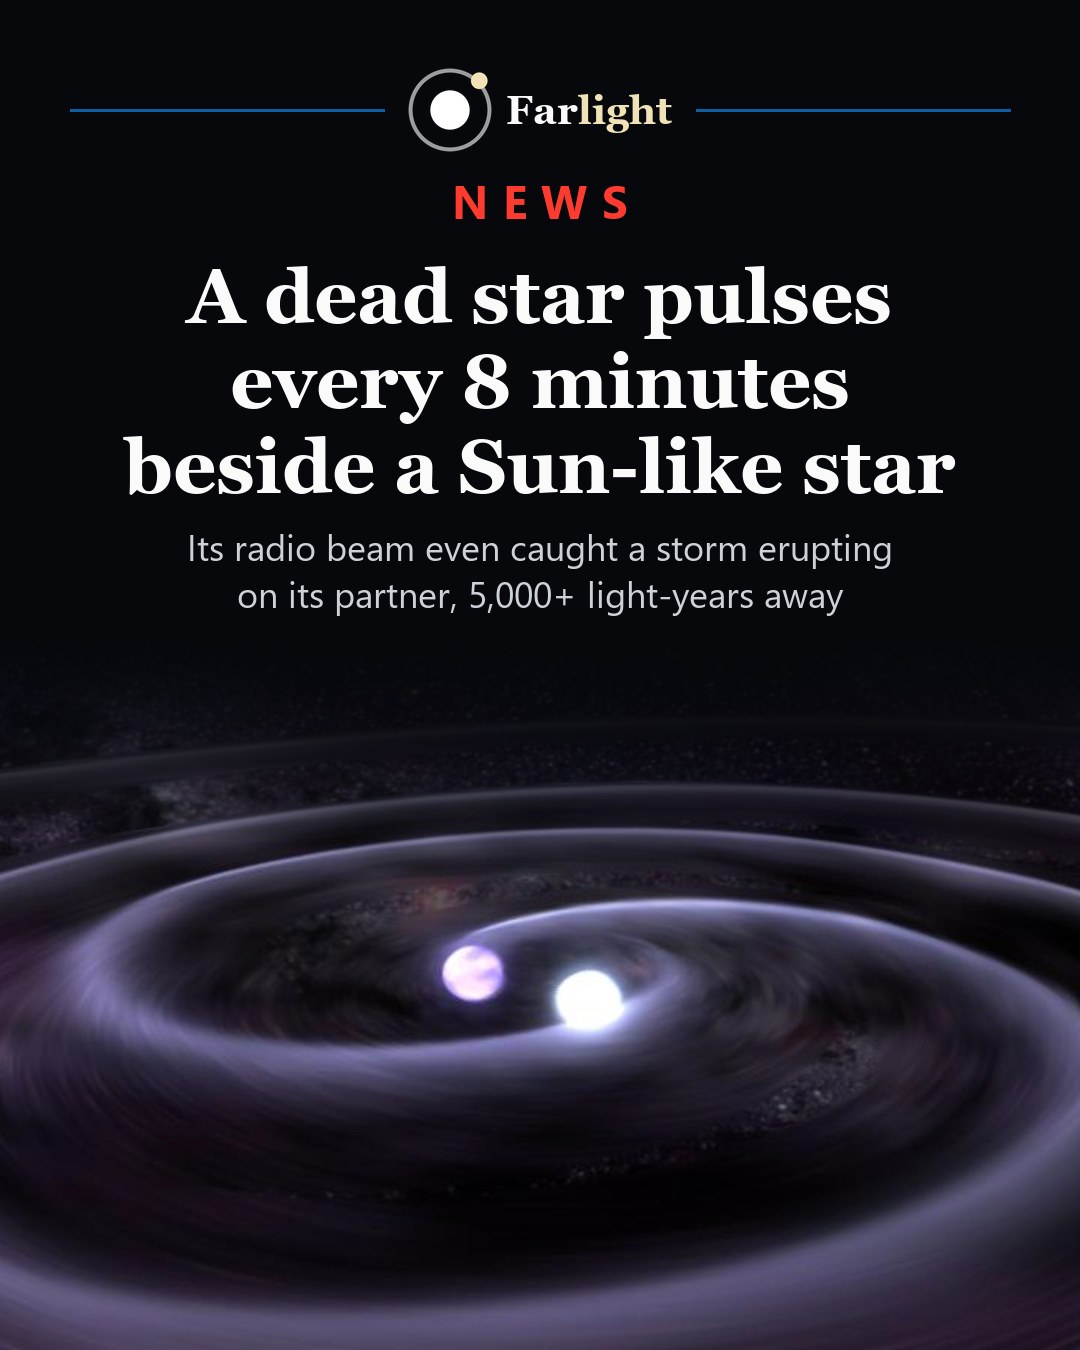 Farlight
NEWS
A dead star pulses
every 8 minutes
beside a Sun-like star
Its radio beam even caught a storm erupting
on its partner, 5,000+ light-years away